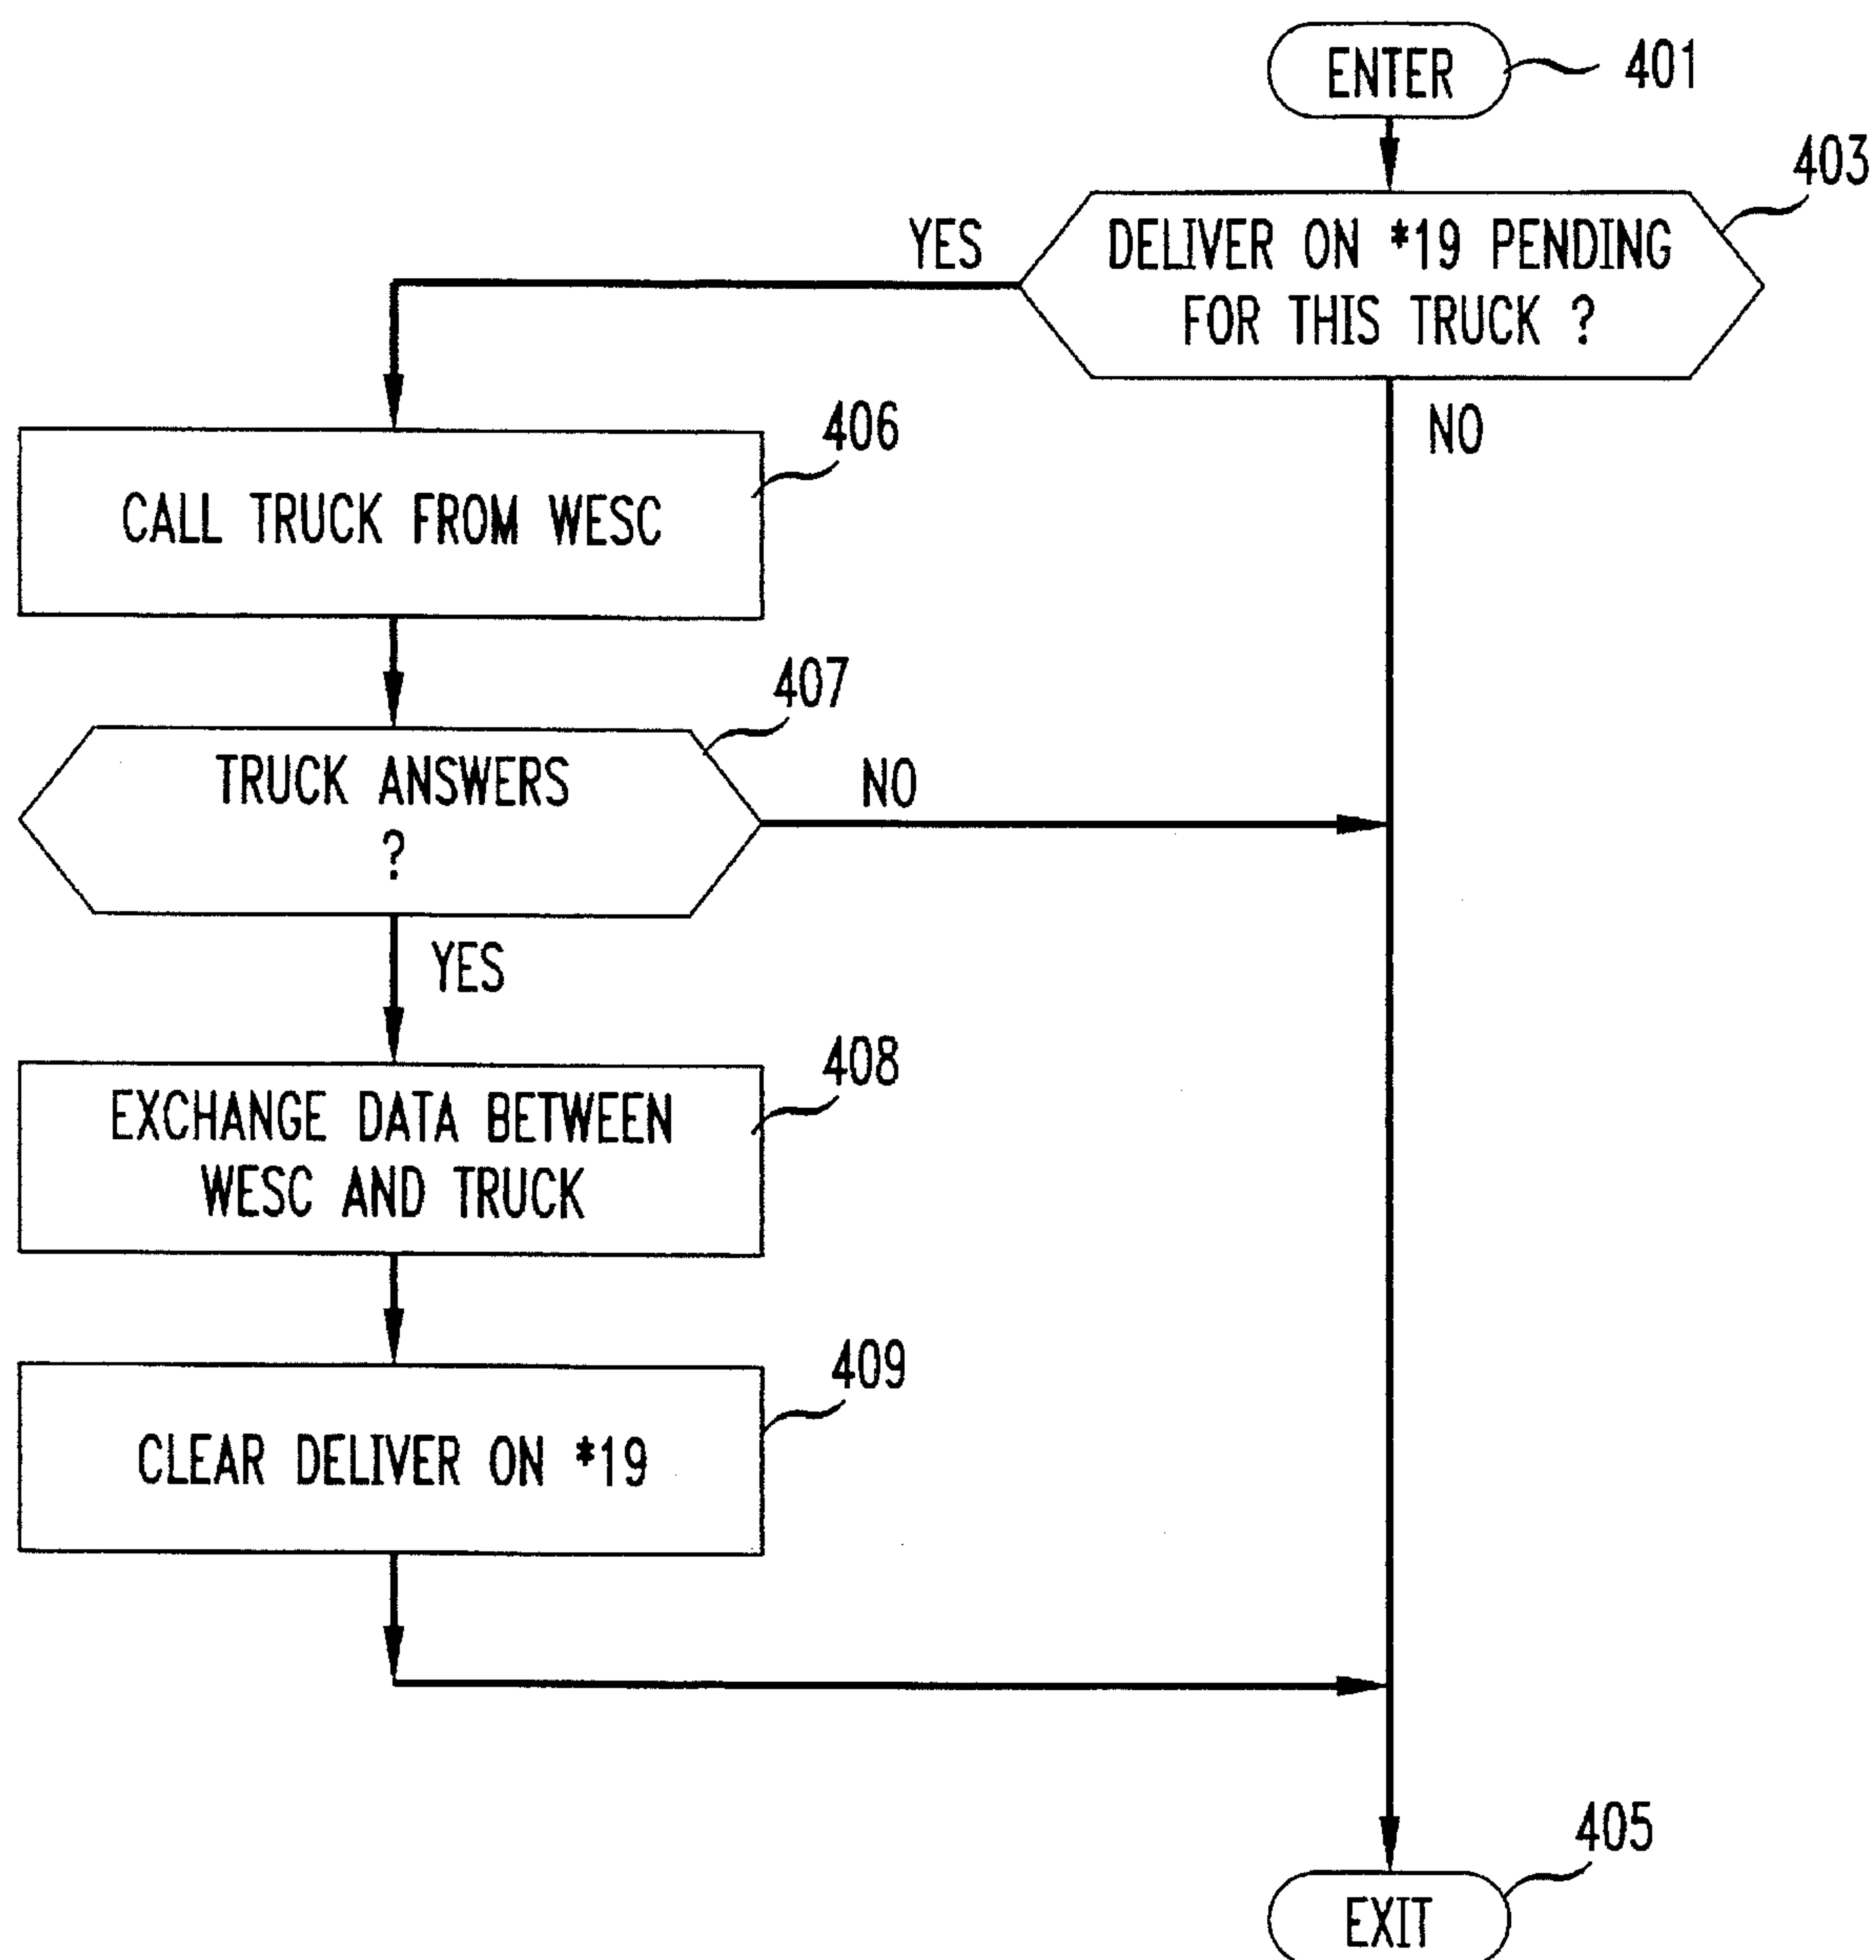 ENTER
401
403
DELIVER ON *19 PENDING
FOR THIS TRUCK ?
YES
NO
406
CALL TRUCK FROM WESC
407
TRUCK ANSWERS
?
NO
YES
408
EXCHANGE DATA BETWEEN
WESC AND TRUCK
409
CLEAR DELIVER ON *19
405
EXIT